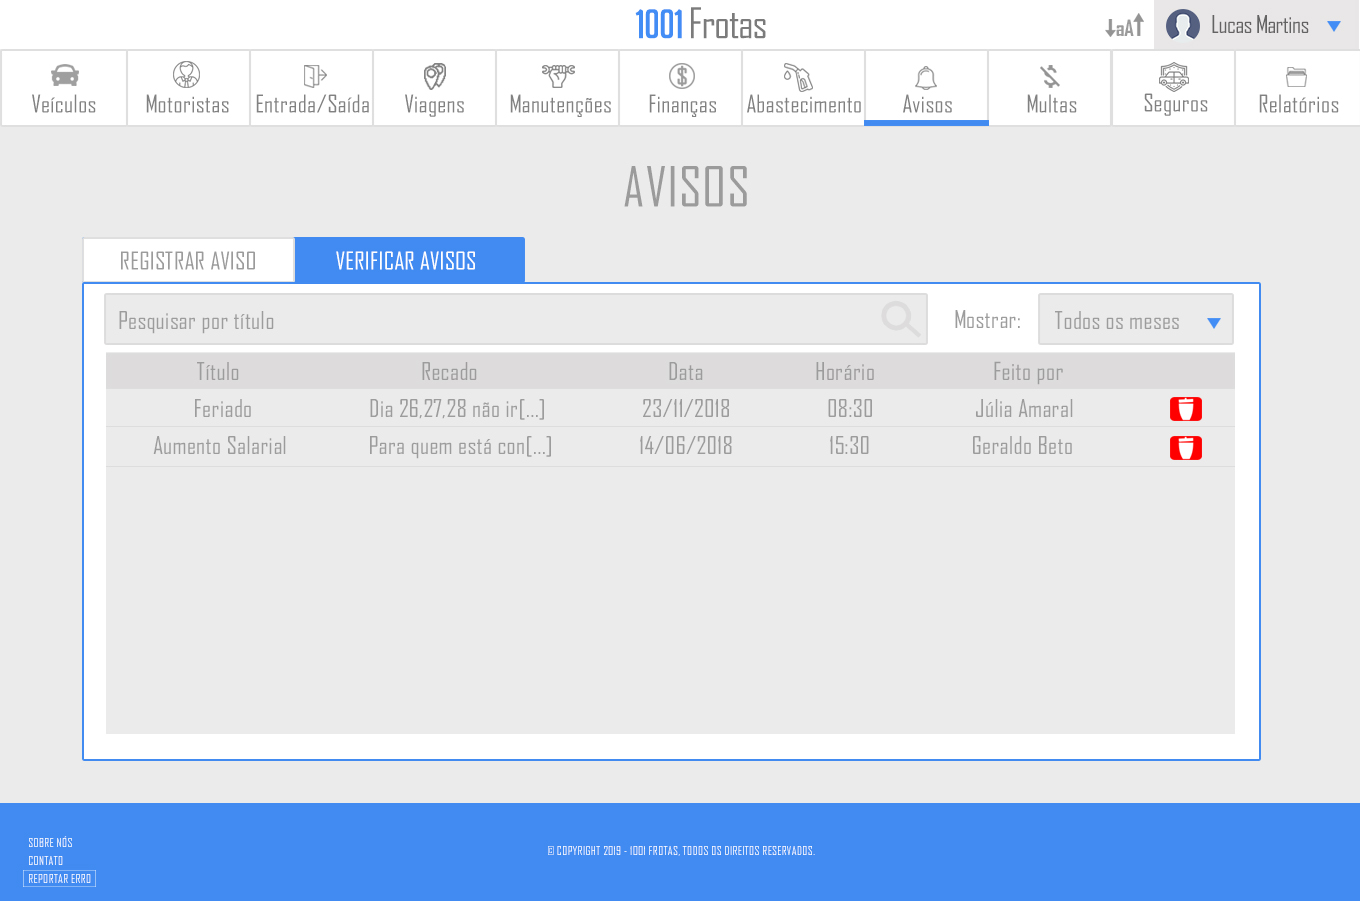 1001 Frotas
aA
Lucas Martins
Veículos
Motoristas
Entrada/Saída
Viagens
Manutenções
Finanças
Abastecimento
Avisos
Multas
Seguros
Relatórios
AVISOS
REGISTRAR AVISO
VERIFICAR AVISOS
Pesquisar por título
Mostrar:
Todos os meses
Título Recado Data Horário Feito por
Feriado Dia 26,27,28 não ir[...] 23/11/2018 08:30 Júlia Amaral
Aumento Salarial Para quem está con[...] 14/06/2018 15:30 Geraldo Beto
SOBRE NÓS
CONTATO
REPORTAR ERRO
© COPYRIGHT 2019 - 1001 FROTAS, TODOS OS DIREITOS RESERVADOS.